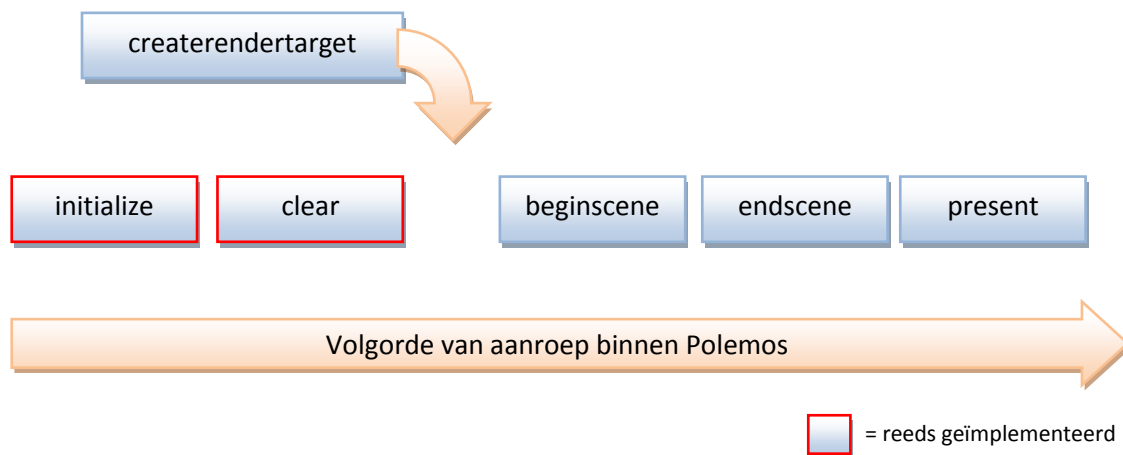 createrendertarget
initialize
clear
beginscene
endscene
present
Volgorde van aanroep binnen Polemos
= reeds geïmplementeerd